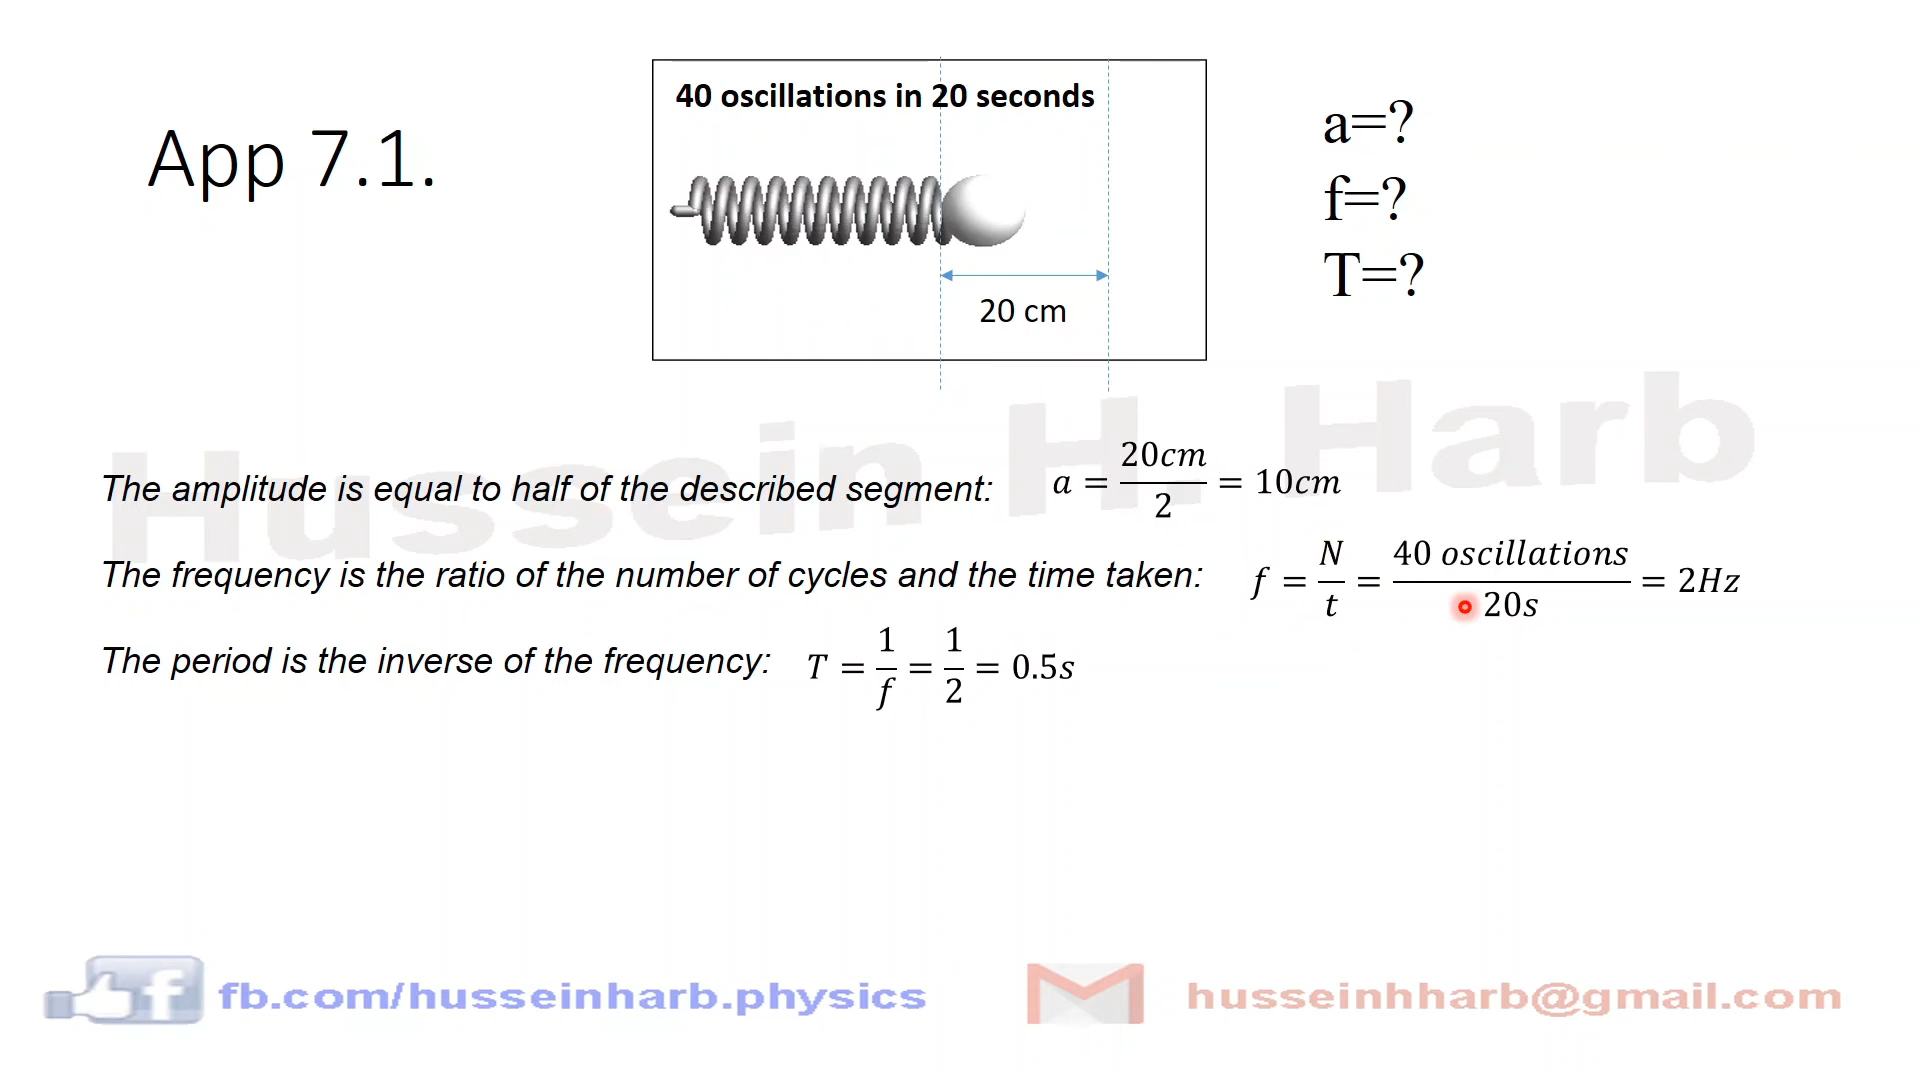 App 7.1.
40 oscillations in 20 seconds
20 cm
a=?
f=?
T=?
Hussein H. Harb
The amplitude is equal to half of the described segment: a = 20cm/2 = 10cm
The frequency is the ratio of the number of cycles and the time taken: f = N/t = 40 oscillations/20s = 2Hz
The period is the inverse of the frequency: T = 1/f = 1/2 = 0.5s
fb.com/husseinharb.physics
husseinhharb@gmail.com